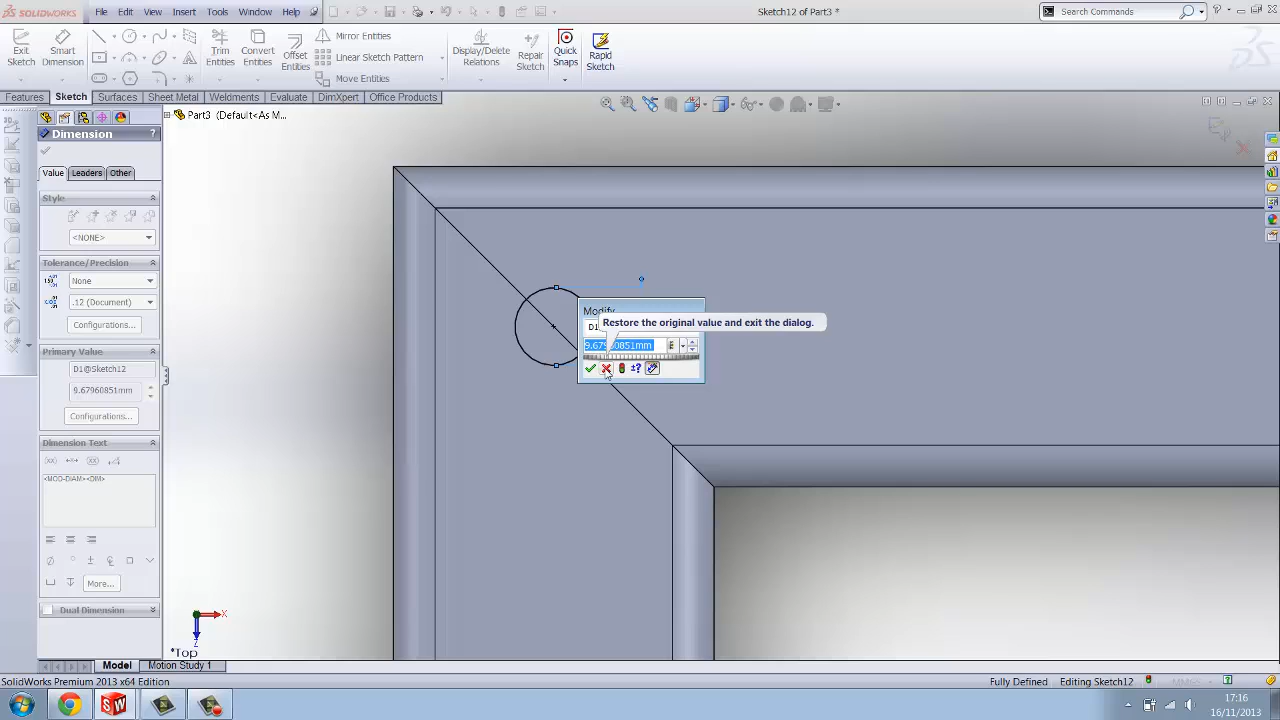 SOLIDWORKS File Edit View Insert Tools Window Help Sketch12 of Part3 * Search Commands
Exit Sketch Smart Dimension Trim Entities Convert Entities Offset Entities Mirror Entities Linear Sketch Pattern Move Entities Display/Delete Relations Repair Sketch Quick Snaps Rapid Sketch
Features Sketch Surfaces Sheet Metal Weldments Evaluate DimXpert Office Products
Part3 (Default<As M...
Dimension ?
Value Leaders Other
Style
<NONE>
Tolerance/Precision
None
.12 (Document)
Configurations...
Primary Value
D1@Sketch12
9.67960851mm
Configurations...
Dimension Text
<MOD-DIAM><DIM>
More...
Dual Dimension
Modify
D1
Restore the original value and exit the dialog.
9.67960851mm
X
*Top
Model Motion Study 1
SolidWorks Premium 2013 x64 Edition Fully Defined Editing Sketch12 MMGS
17:16
16/11/2013